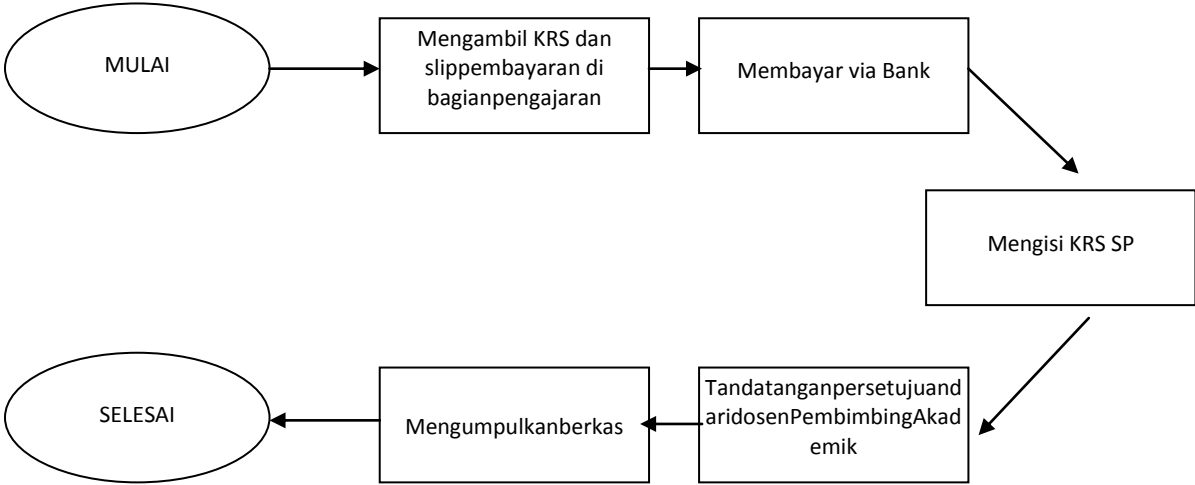 MULAI
Mengambil KRS dan
slippembayaran di
bagianpengajaran
Membayar via Bank
Mengisi KRS SP
Tandatanganpersetujuand
aridosenPembimbingAkad
emik
Mengumpulkanberkas
SELESAI